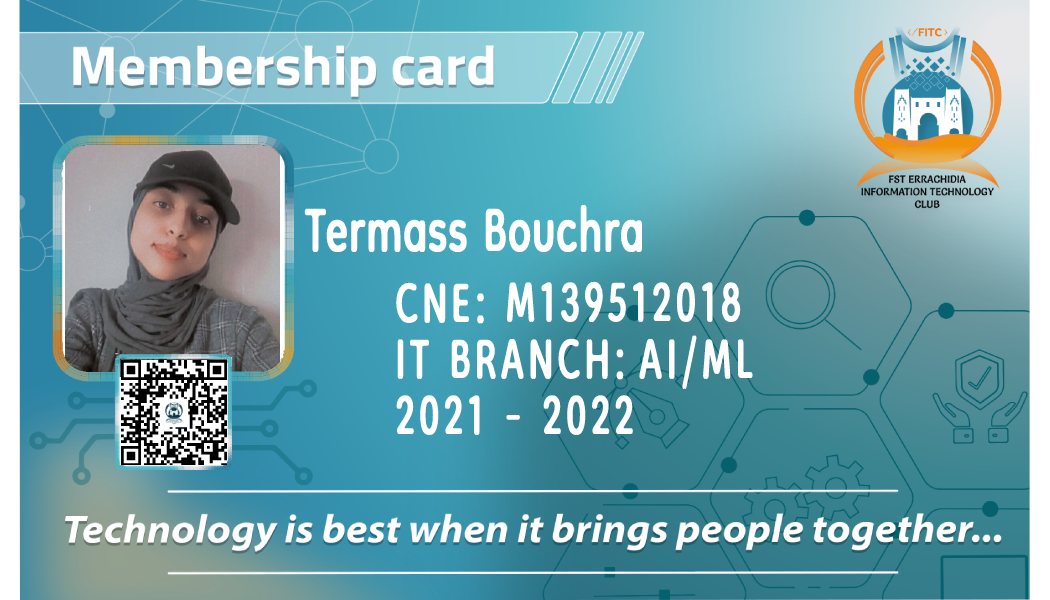 Membership card
</FITC>
FST ERRACHIDIA
INFORMATION TECHNOLOGY
CLUB
Termass Bouchra
CNE: M139512018
IT BRANCH: AI/ML
2021 - 2022
Technology is best when it brings people together...